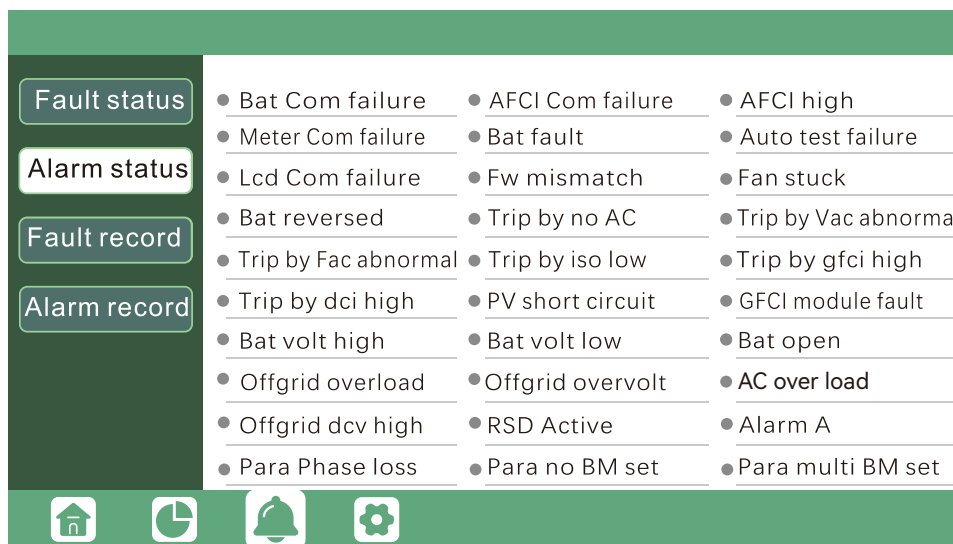 Fault status
Alarm status
Fault record
Alarm record
Bat Com failure AFCI Com failure AFCI high
Meter Com failure Bat fault Auto test failure
Lcd Com failure Fw mismatch Fan stuck
Bat reversed Trip by no AC Trip by Vac abnorma
Trip by Fac abnormal Trip by iso low Trip by gfci high
Trip by dci high PV short circuit GFCI module fault
Bat volt high Bat volt low Bat open
Offgrid overload Offgrid overvolt AC over load
Offgrid dcv high RSD Active Alarm A
Para Phase loss Para no BM set Para multi BM set